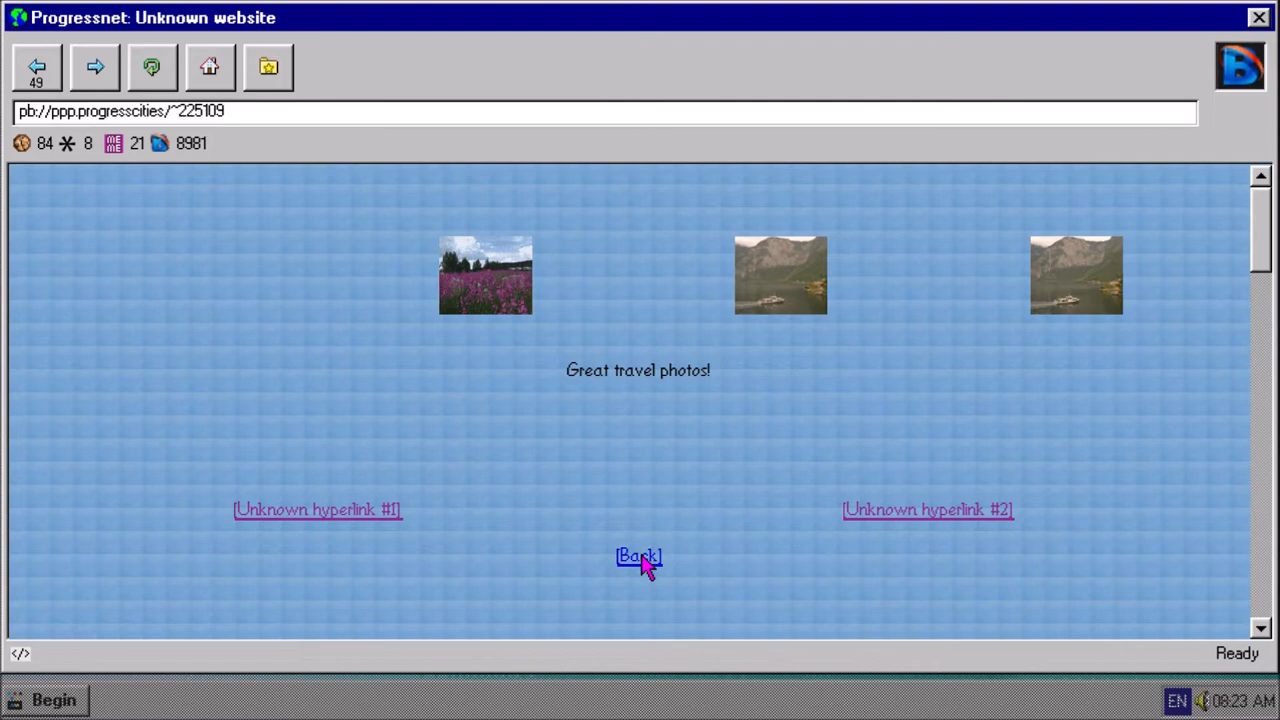 Progressnet: Unknown website
49
pb://ppp.progresscities/~225109
84 8 MEME 21 8981
Great travel photos!
[Unknown hyperlink #1] [Unknown hyperlink #2]
[Back]
</> Ready
Begin EN 08:23 AM